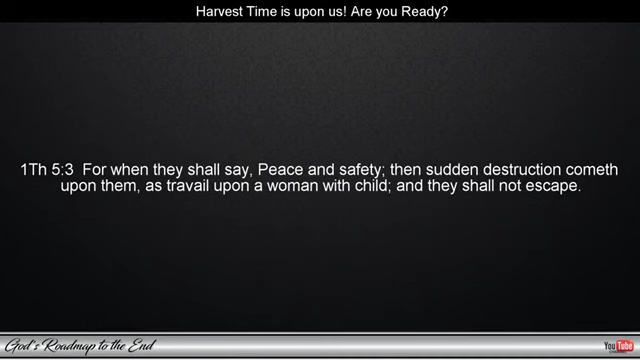 Harvest Time is upon us! Are you Ready?
1Th 5:3  For when they shall say, Peace and safety; then sudden destruction cometh
upon them, as travail upon a woman with child; and they shall not escape.
God's Roadmap to the End
YouTube